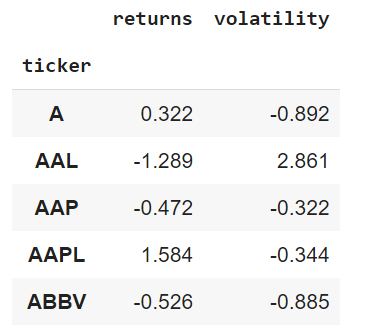 returns volatility
ticker
A 0.322 -0.892
AAL -1.289 2.861
AAP -0.472 -0.322
AAPL 1.584 -0.344
ABBV -0.526 -0.885